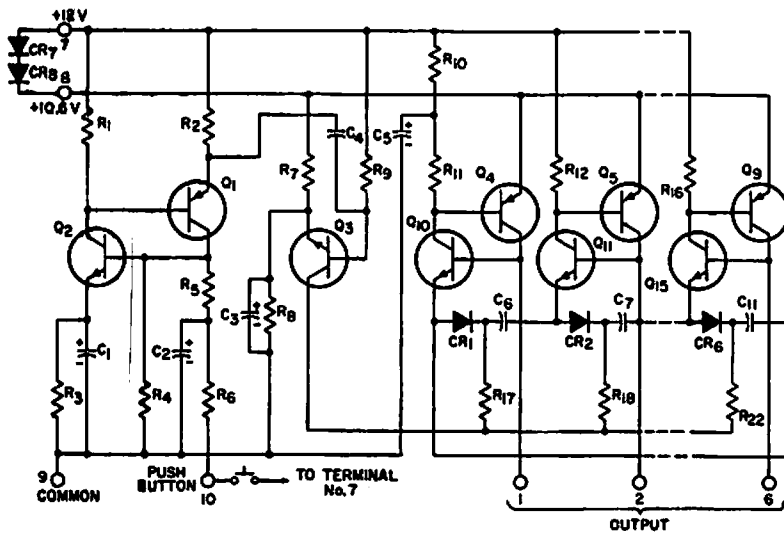 +12V
7
CR7
CR8
8
+10.6V
R1
R2
R10
C4
C5
Q1
Q2
R7
R9
R11
Q4
R12
Q5
R16
Q9
Q3
Q10
Q11
Q15
R5
C3
R8
C6
C7
C11
C1
C2
CR1
CR2
CR6
R3
R4
R6
R17
R18
R22
9
COMMON
PUSH
BUTTON
10
TO TERMINAL
No.7
1
2
6
OUTPUT